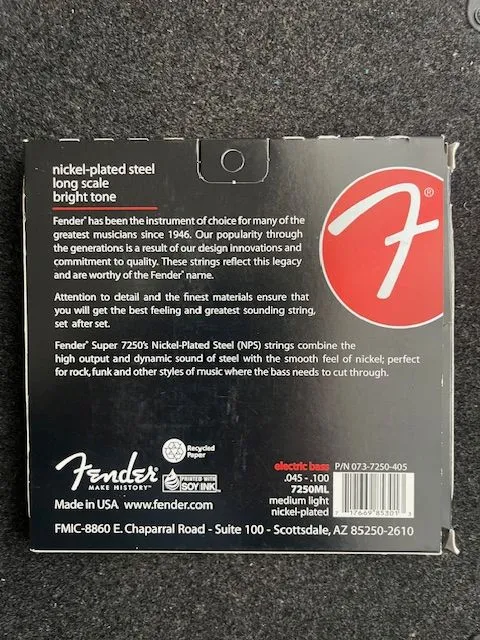 nickel-plated steel
long scale
bright tone
Fender® has been the instrument of choice for many of the
greatest musicians since 1946. Our popularity through
the generations is a result of our design innovations and
commitment to quality. These strings reflect this legacy
and are worthy of the Fender® name.
Attention to detail and the finest materials ensure that
you will get the best feeling and greatest sounding string,
set after set.
Fender® Super 7250's Nickel-Plated Steel (NPS) strings combine the
high output and dynamic sound of steel with the smooth feel of nickel; perfect
for rock, funk and other styles of music where the bass needs to cut through.
F®
Recycled
Paper
Fender®
MAKE HISTORY™
PRINTED WITH
SOY INK
Made in USA www.fender.com
electric bass P/N 073-7250-405
.045 - .100
7250ML
medium light
nickel-plated
7 17669 85301 3
FMIC-8860 E. Chaparral Road - Suite 100 - Scottsdale, AZ 85250-2610